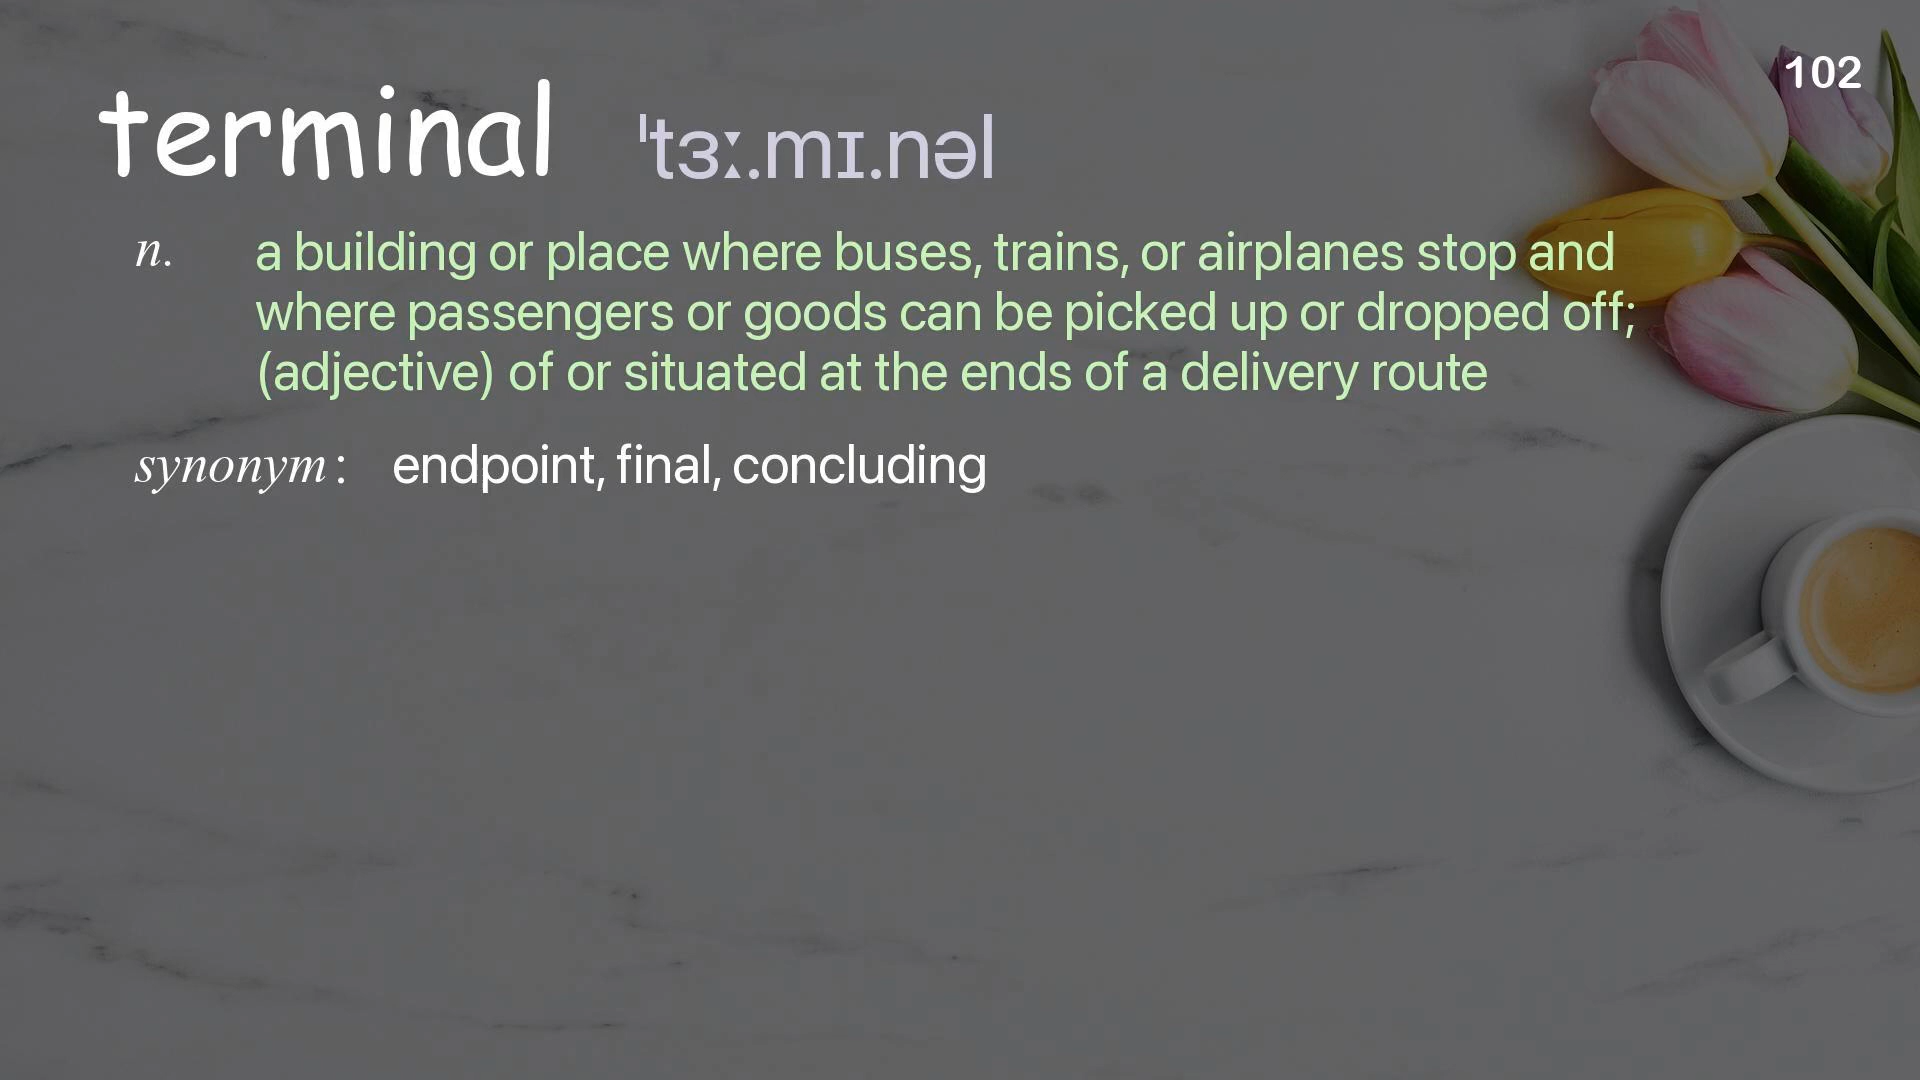 102
terminal ˈtɜː.mɪ.nəl
n. a building or place where buses, trains, or airplanes stop and
where passengers or goods can be picked up or dropped off;
(adjective) of or situated at the ends of a delivery route
synonym : endpoint, final, concluding